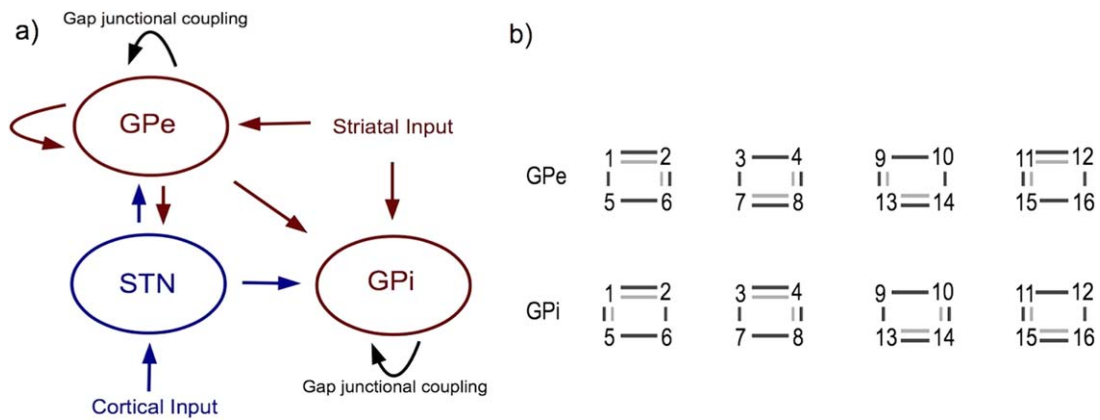 a)
Gap junctional coupling
GPe
Striatal Input
STN
GPi
Gap junctional coupling
Cortical Input
b)
GPe
1 2 3 4 9 10 11 12
5 6 7 8 13 14 15 16
GPi
1 2 3 4 9 10 11 12
5 6 7 8 13 14 15 16